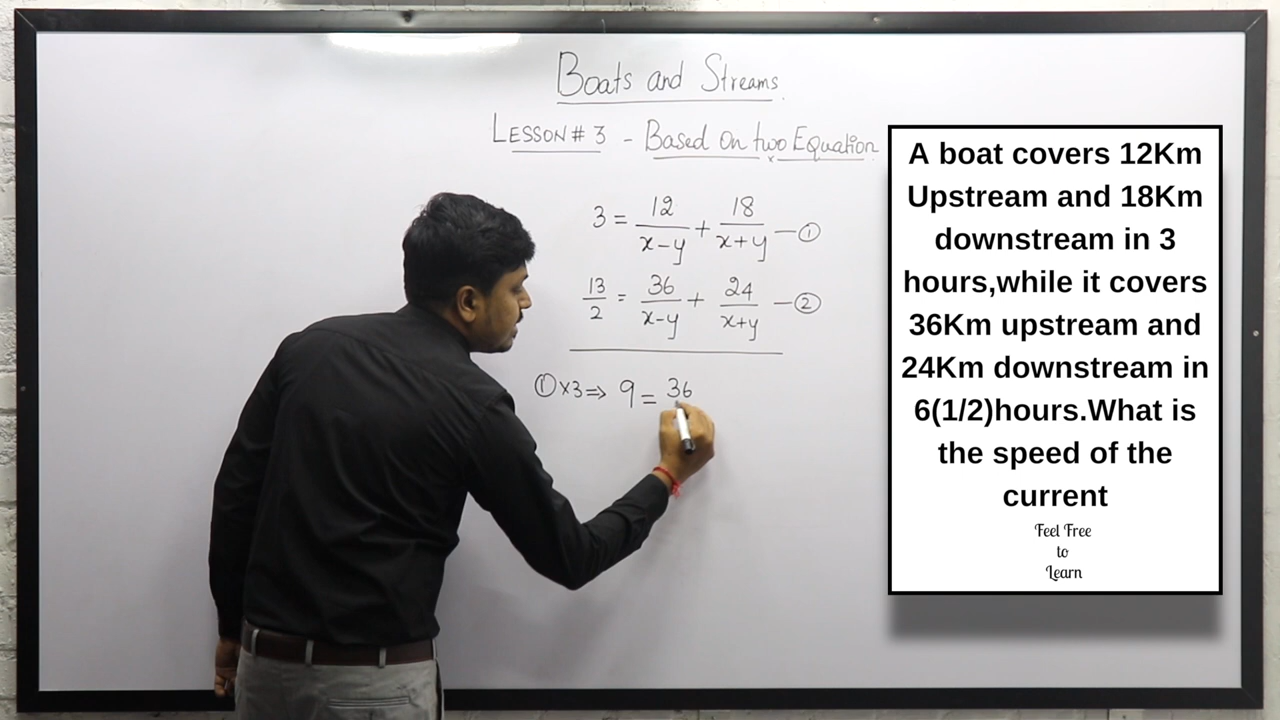 Boats and Streams
LESSON # 3 - Based on two Equation
3 = 12/x-y + 18/x+y —①
13/2 = 36/x-y + 24/x+y —②
①x3⇒ 9 = 36
A boat covers 12Km
Upstream and 18Km
downstream in 3
hours,while it covers
36Km upstream and
24Km downstream in
6(1/2)hours.What is
the speed of the
current
Feel Free
to
Learn